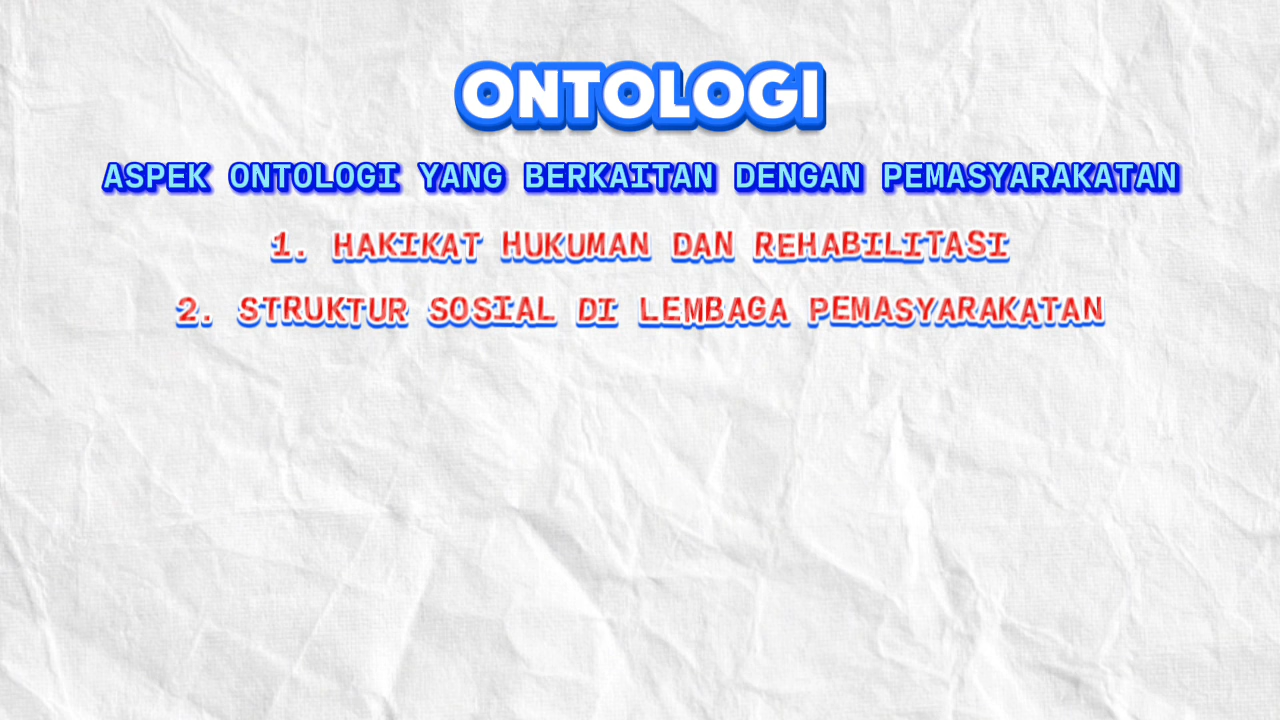 ONTOLOGI
ASPEK ONTOLOGI YANG BERKAITAN DENGAN PEMASYARAKATAN
1. HAKIKAT HUKUMAN DAN REHABILITASI
2. STRUKTUR SOSIAL DI LEMBAGA PEMASYARAKATAN